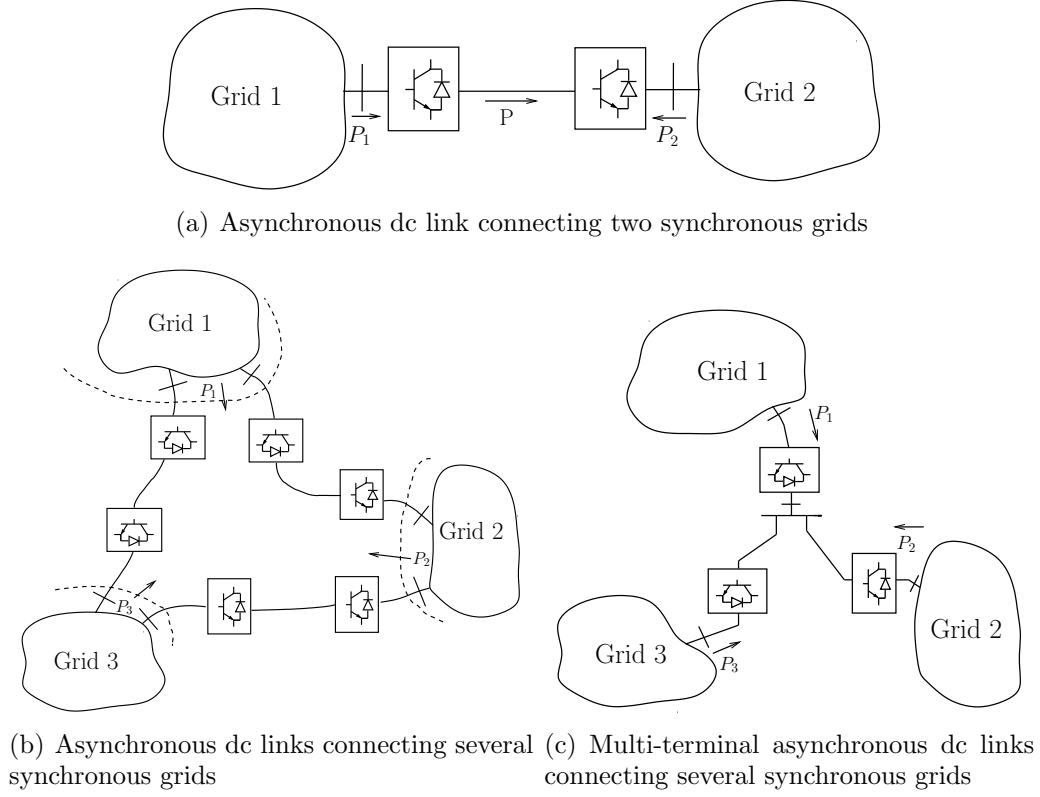 Grid 1
Grid 2
P
P₁
P₂
(a) Asynchronous dc link connecting two synchronous grids
Grid 1
P₁
Grid 2
P₂
P₃
Grid 3
Grid 1
P₁
P₂
Grid 2
Grid 3
P₃
(b) Asynchronous dc links connecting several
synchronous grids
(c) Multi-terminal asynchronous dc links
connecting several synchronous grids